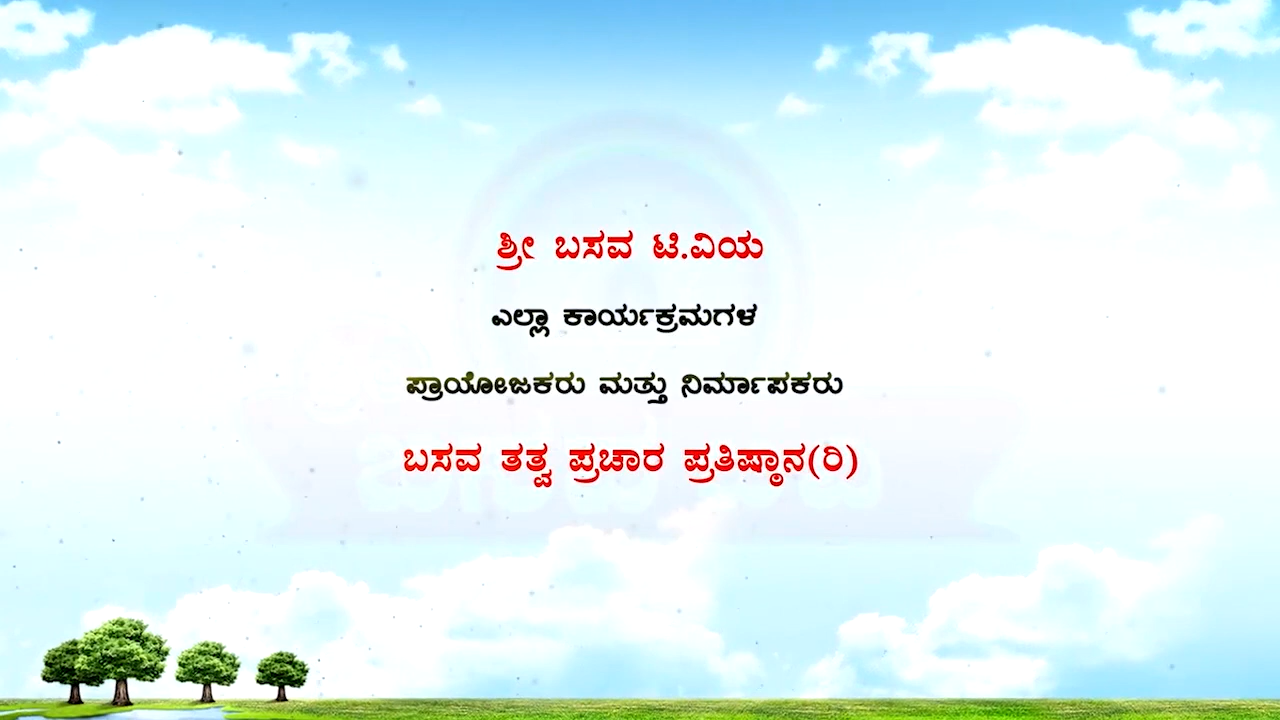 ಶ್ರೀ ಬಸವ ಟಿ.ವಿಯ
ಎಲ್ಲಾ ಕಾರ್ಯಕ್ರಮಗಳ
ಪ್ರಾಯೋಜಕರು ಮತ್ತು ನಿರ್ಮಾಪಕರು
ಬಸವ ತತ್ವ ಪ್ರಚಾರ ಪ್ರತಿಷ್ಠಾನ(ರಿ)